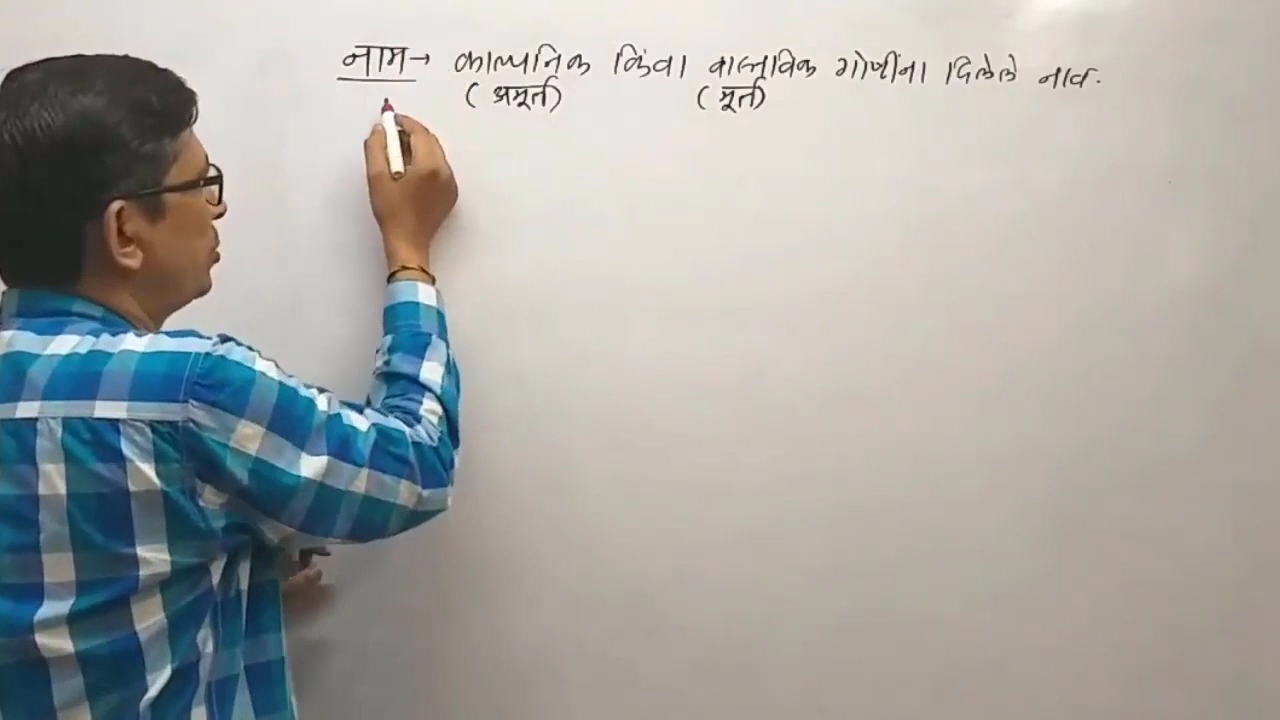 नाम→ काल्पनिक किंवा वास्तविक गोष्टींना दिलेले नाव.
(अमूर्त) (मूर्त)